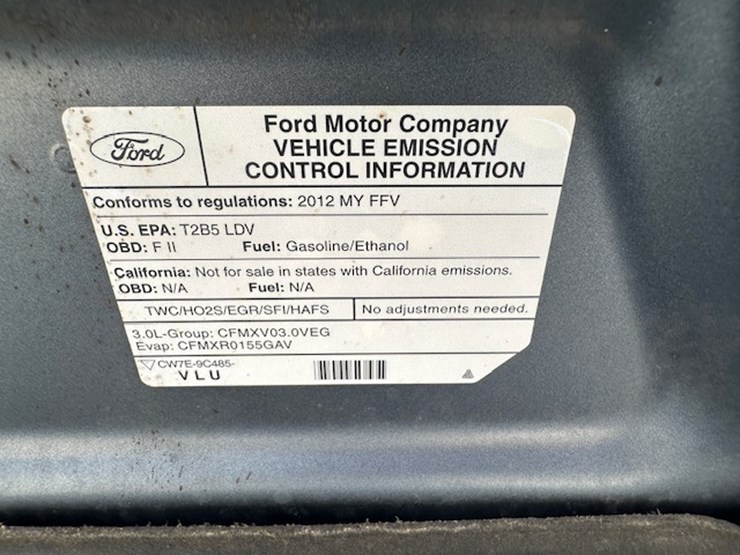 Ford
Ford Motor Company
VEHICLE EMISSION
CONTROL INFORMATION
Conforms to regulations: 2012 MY FFV
U.S. EPA: T2B5 LDV
OBD: F II Fuel: Gasoline/Ethanol
California: Not for sale in states with California emissions.
OBD: N/A Fuel: N/A
TWC/HO2S/EGR/SFI/HAFS No adjustments needed.
3.0L-Group: CFMXV03.0VEG
Evap: CFMXR0155GAV
CW7E-9C485-
VLU